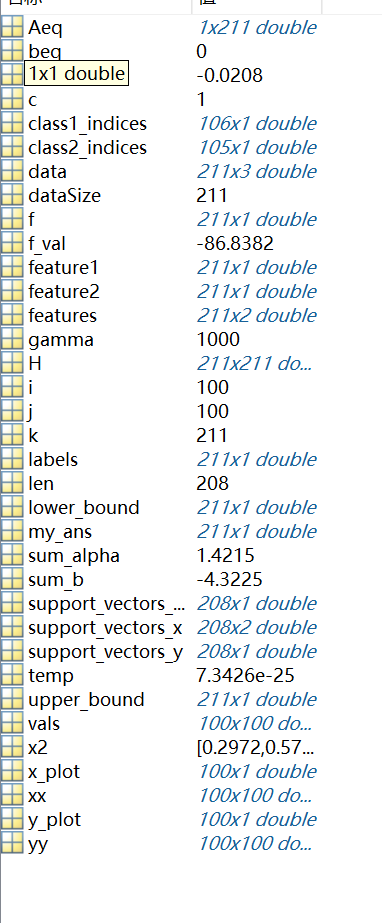 名称 值
Aeq 1x211 double
beq 0
1x1 double -0.0208
c 1
class1_indices 106x1 double
class2_indices 105x1 double
data 211x3 double
dataSize 211
f 211x1 double
f_val -86.8382
feature1 211x1 double
feature2 211x1 double
features 211x2 double
gamma 1000
H 211x211 do...
i 100
j 100
k 211
labels 211x1 double
len 208
lower_bound 211x1 double
my_ans 211x1 double
sum_alpha 1.4215
sum_b -4.3225
support_vectors_... 208x1 double
support_vectors_x 208x2 double
support_vectors_y 208x1 double
temp 7.3426e-25
upper_bound 211x1 double
vals 100x100 do...
x2 [0.2972,0.57...
x_plot 100x1 double
xx 100x100 do...
y_plot 100x1 double
yy 100x100 do...